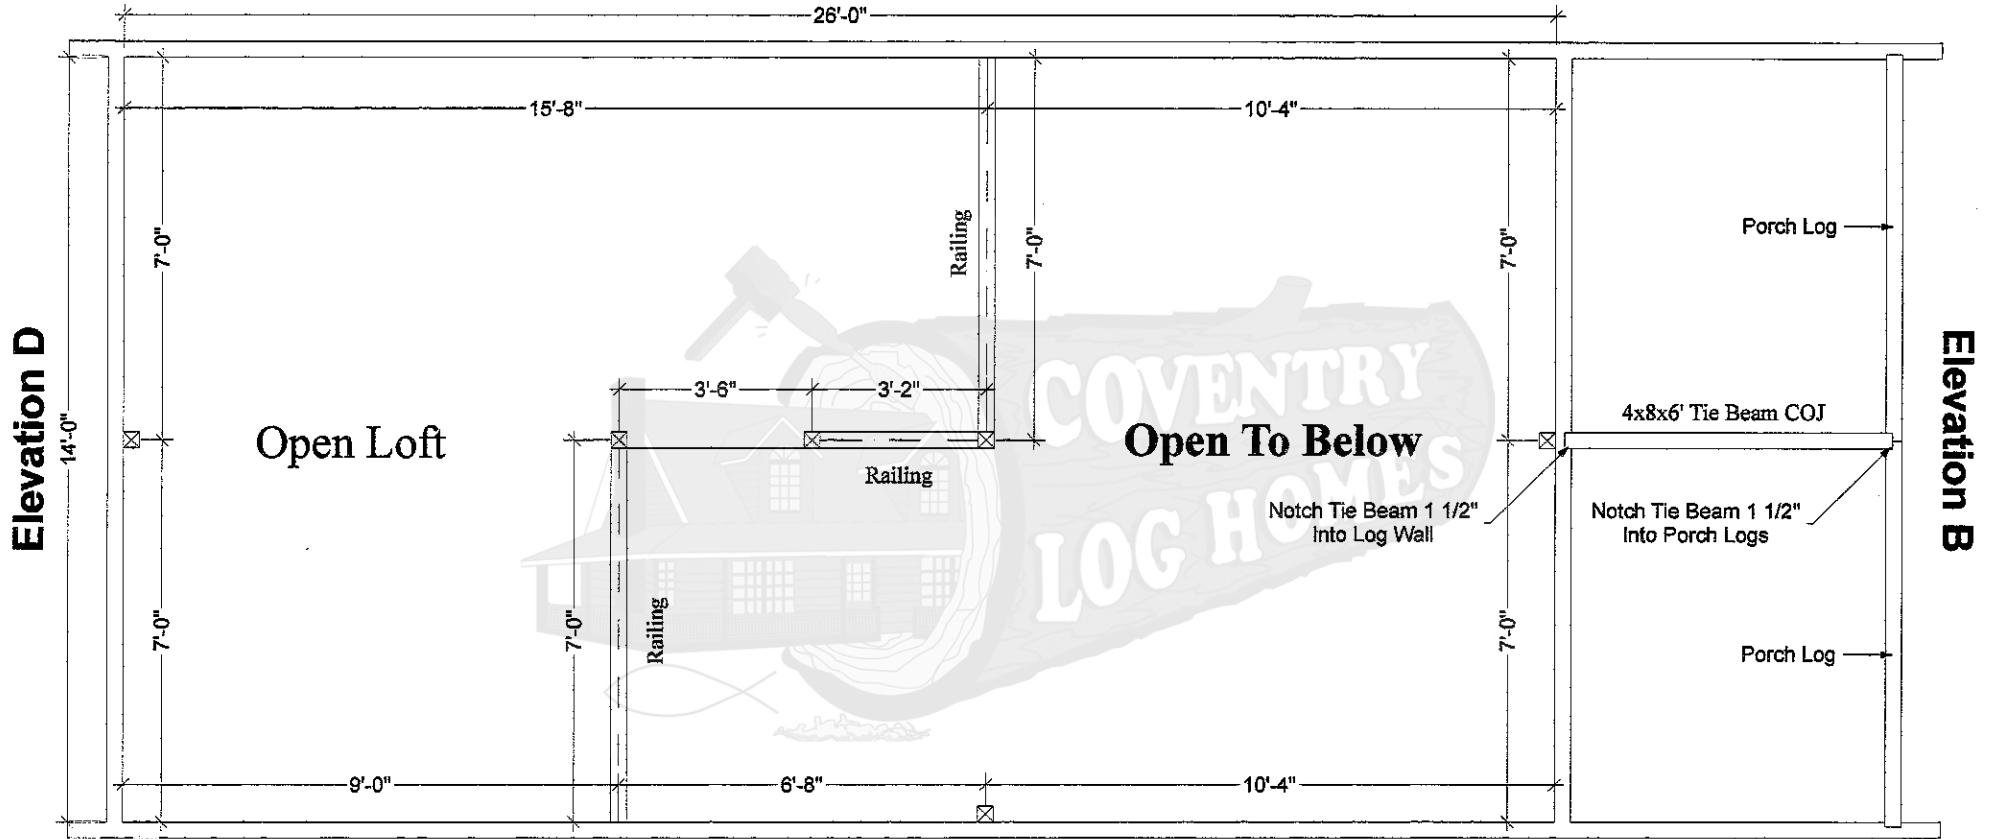 26'-0"
15'-8"
10'-4"
7'-0"
Railing
7'-0"
7'-0"
Porch Log
Elevation D
14'-0"
3'-6"
3'-2"
COVENTRY
LOG HOMES
Open Loft
Open To Below
4x8x6' Tie Beam COJ
Elevation B
Railing
Notch Tie Beam 1 1/2"
Into Log Wall
Notch Tie Beam 1 1/2"
Into Porch Logs
7'-0"
7'-0"
Railing
7'-0"
Porch Log
9'-0"
6'-8"
10'-4"